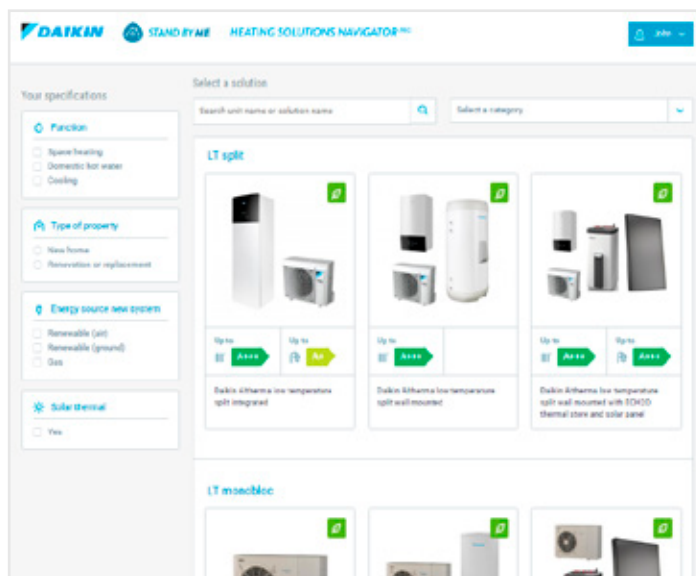 DAIKIN
STAND BY ME
HEATING SOLUTIONS NAVIGATOR PRO
John
Your specifications
Function
Space heating
Domestic hot water
Cooling
Type of property
New home
Renovation or replacement
Energy source new system
Renewable (air)
Renewable (ground)
Gas
Solar thermal
Yes
Select a solution
Search unit name or solution name
Select a category
LT split
Up to
A+++
Up to
A+
Daikin Altherma low temperature
split integrated
Up to
A+++
Daikin Altherma low temperature
split wall mounted
Up to
A+++
Up to
A+++
Daikin Altherma low temperature
split wall mounted with ECH2O
thermal store and solar panel
LT monobloc